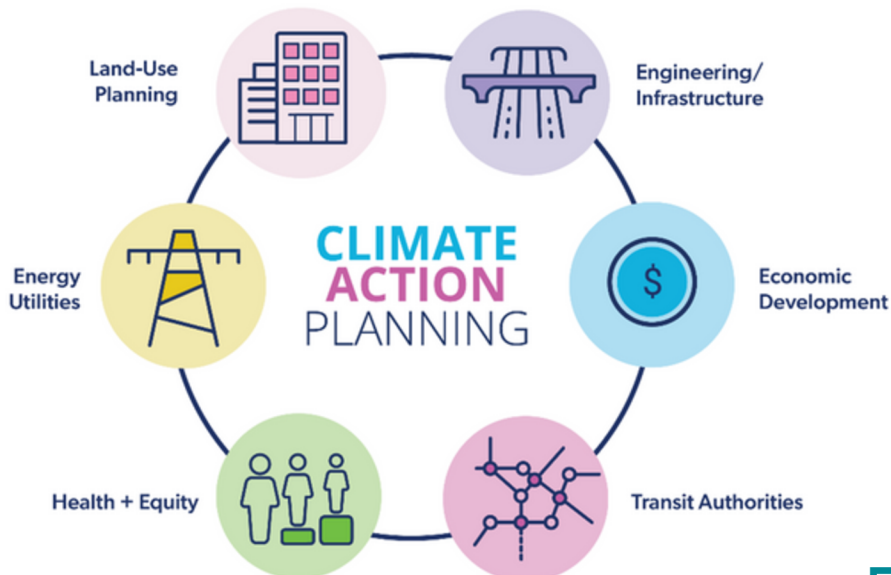 Land-Use
Planning
Engineering/
Infrastructure
CLIMATE
ACTION
PLANNING
$
Energy
Utilities
Economic
Development
Health + Equity
Transit Authorities